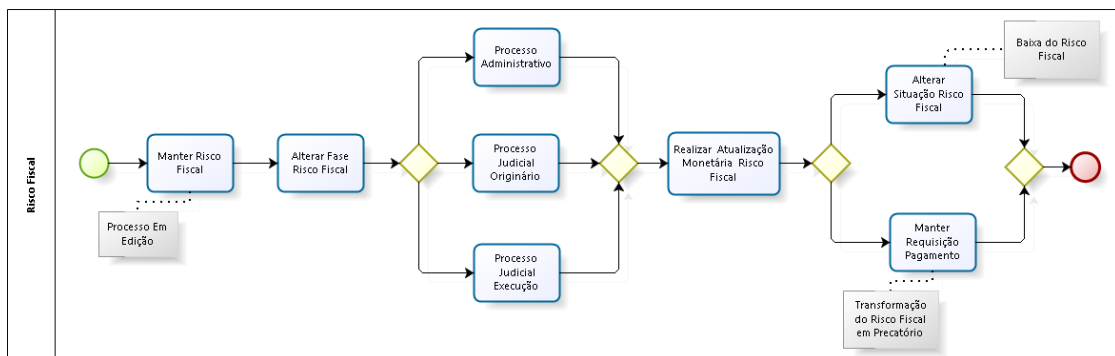 Risco Fiscal
Manter Risco
Fiscal
Processo Em
Edição
Alterar Fase
Risco Fiscal
Processo
Administrativo
Processo
Judicial
Originário
Processo
Judicial
Execução
Realizar Atualização
Monetária Risco
Fiscal
Alterar
Situação Risco
Fiscal
Baixa do Risco
Fiscal
Manter
Requisição
Pagamento
Transformação
do Risco Fiscal
em Precatório